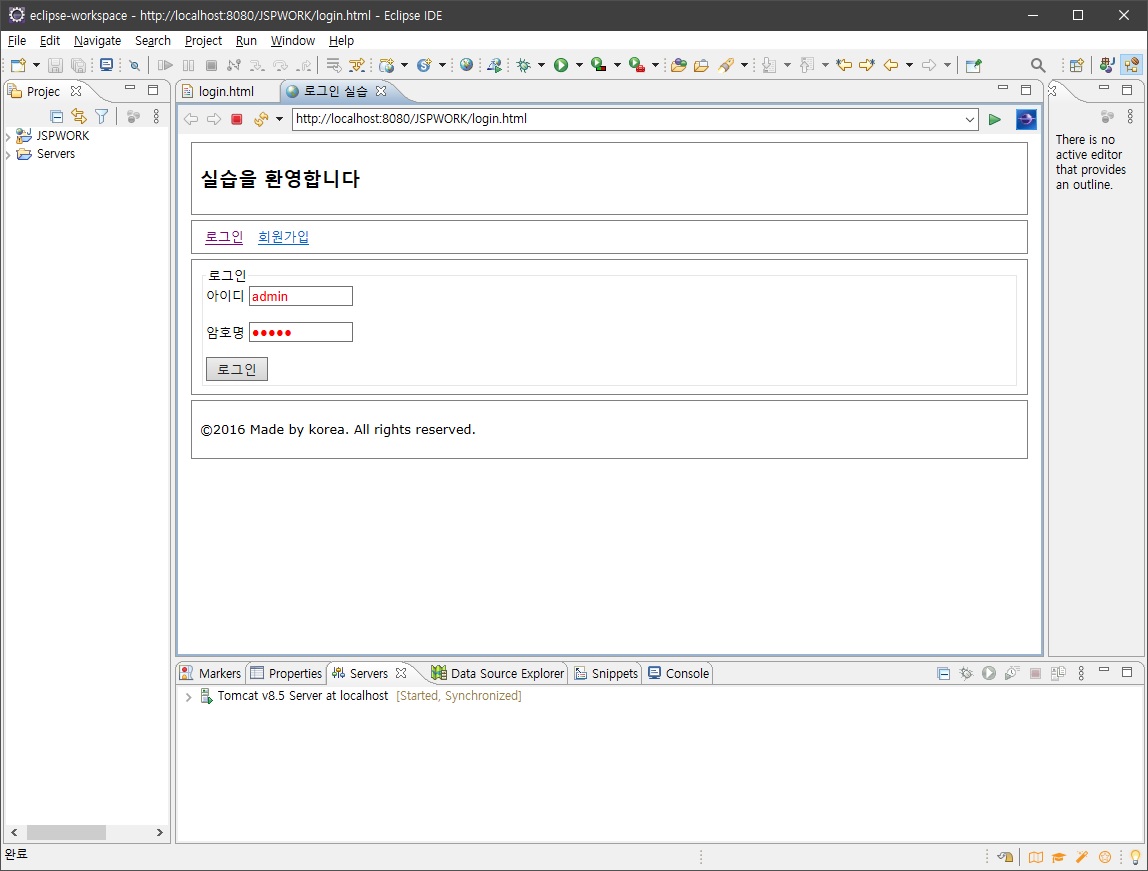 eclipse-workspace - http://localhost:8080/JSPWORK/login.html - Eclipse IDE
File Edit Navigate Search Project Run Window Help
Projec
login.html 로그인 실습
http://localhost:8080/JSPWORK/login.html
JSPWORK
Servers
There is no
active editor
that provides
an outline.
실습을 환영합니다
로그인 회원가입
로그인
아이디 admin
암호명 ●●●●●
로그인
©2016 Made by korea. All rights reserved.
Markers Properties Servers Data Source Explorer Snippets Console
Tomcat v8.5 Server at localhost [Started, Synchronized]
완료